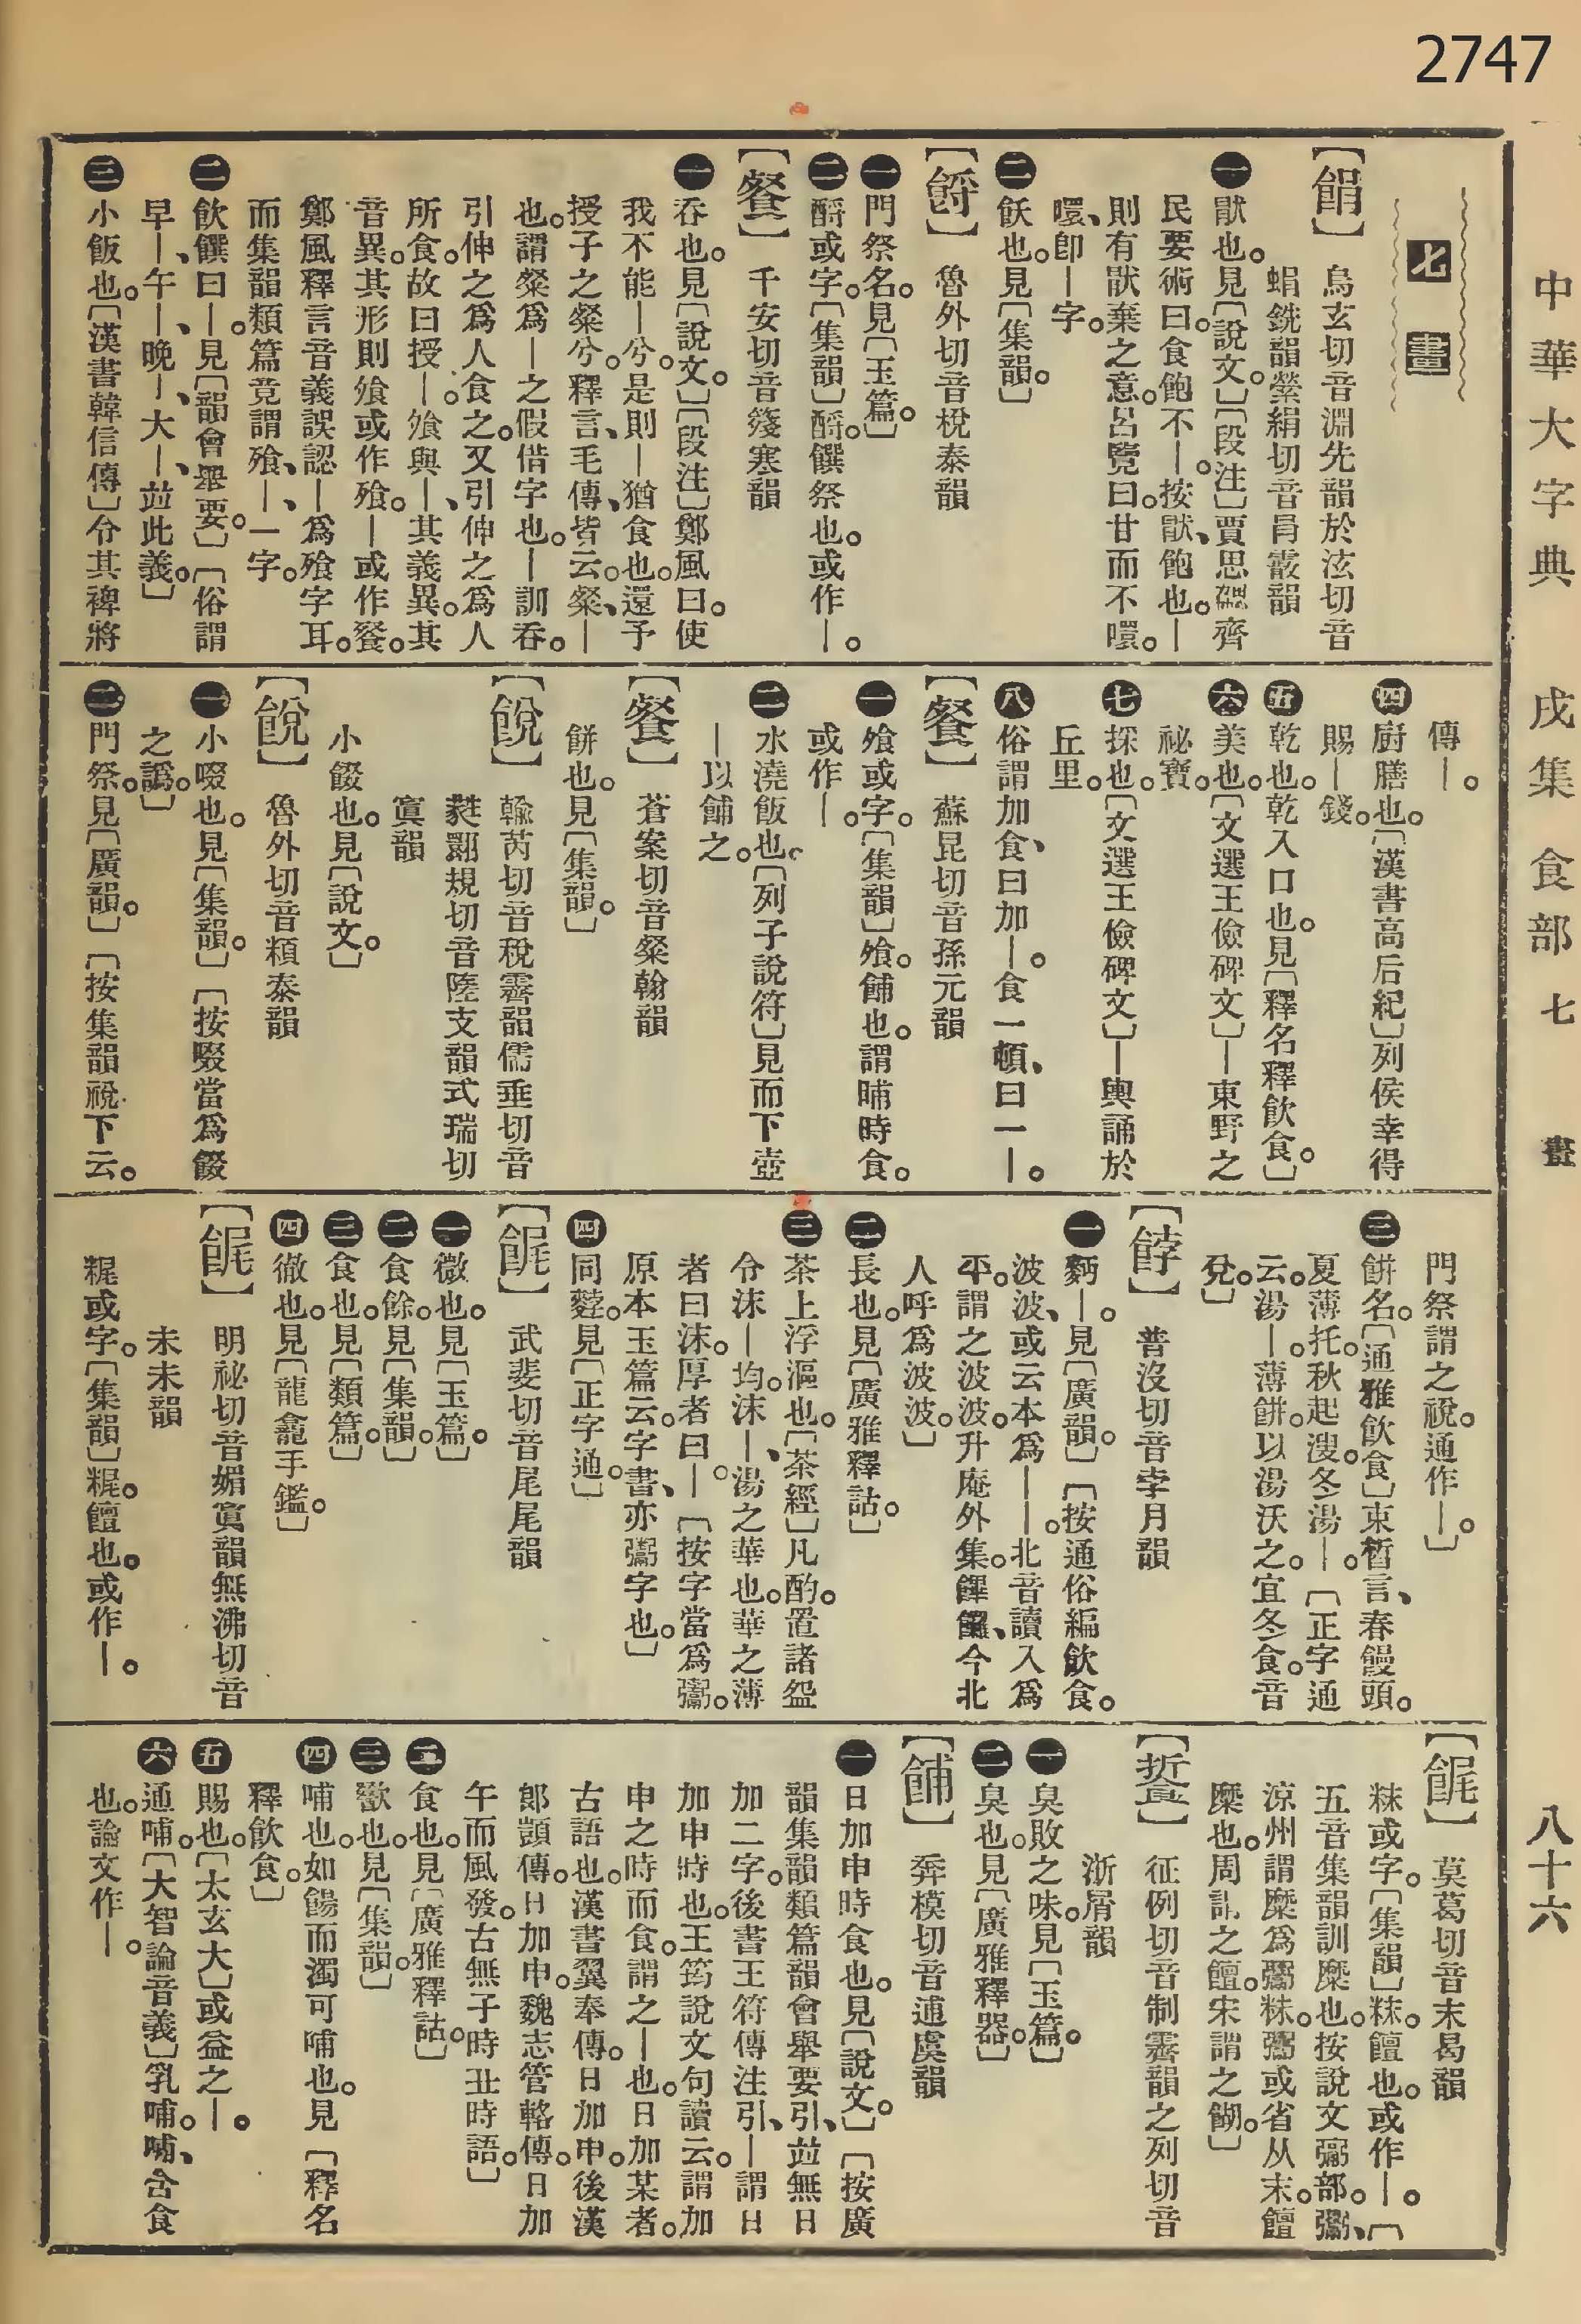 2747
中華大字典 戌集 食部 七 畫 八十六
七畫
【餶】烏玄切音淵先韻於泫切音
蜎銑韻縈絹切音罥霰韻
㊀猒也。見〔說文。〕〔段注〕賈思勰齊
民要術曰。食飽不｜。按猒、飽也。｜
則有猒棄之意。呂覽曰。甘而不噮。
噮、卽｜字。
㊁飫也。見〔集韻。〕
【䬋】魯外切音梲泰韻
㊀門祭名。見〔玉篇。〕
㊁酹或字。〔集韻〕酹。饌祭也。或作｜。
【餐】千安切音䉔寒韻
㊀吞也。見〔說文。〕〔段注〕鄭風曰。使
我不能｜兮。是則｜猶食也。還予
授子之粲兮。釋言、毛傳、皆云。粲、｜
也。謂粲爲｜之假借字也。｜訓吞。
引伸之爲人食之。又引伸之爲人
所食。故曰授｜。飧與｜、其義異。其
音異。其形則飧或作飱。｜或作湌。
鄭風釋言音義誤認｜爲飱字耳。
而集韻類篇竟謂飱、｜、一字。
㊁飲饌曰｜。見〔韻會舉要。〕〔俗謂
早｜、午｜、晚｜、大｜、竝此義。〕
㊂小飯也。〔漢書韓信傳〕令其裨將
傳｜。
㊃廚膳也。〔漢書高后紀〕列侯幸得
賜｜錢。
㊄乾也。乾入口也。見〔釋名釋飲食。〕
㊅美也。〔文選王儉碑文〕｜東野之
祕寶。
㊆採也。〔文選王儉碑文〕｜輿誦於
丘里。
㊇俗謂加食、曰加｜。食一頓、曰一｜。
【餐】蘇昆切音孫元韻
㊀飧或字。〔集韻〕飧。餔也。謂晡時食。
或作｜。
㊁水澆飯也。〔列子說符〕見而下壺
｜以餔之。
【餐】蒼案切音粲翰韻
餅也。見〔集韻。〕
【䬽】輸芮切音稅霽韻儒垂切音
㽔翾規切音隓支韻式瑞切
寘韻
小餟也。見〔說文。〕
【䬽】魯外切音纇泰韻
㊀小啜也。見〔集韻。〕〔按啜當爲餟
之譌。〕
㊁門祭。見〔廣韻。〕〔按集韻祱下云。
門祭謂之祱。通作｜。〕
㊂餅名。〔通雅飲食〕束晳言、春饅頭。
夏薄托。秋起溲。冬湯｜。〔正字通
云。湯｜。薄餅。以湯沃之。宜冬食。音
兌。〕
【餑】普沒切音孛月韻
㊀麪｜。見〔廣韻。〕〔按通俗編飲食。
波波、或云本爲｜｜。北音讀入爲
平。謂之波波。升庵外集。饆饠、今北
人呼爲波波。〕
㊁長也。見〔廣雅釋詁。〕
㊂茶上浮漚也。〔茶經〕凡酌。置諸盌
令沫｜均。沫｜、湯之華也。華之薄
者曰沫。厚者曰｜。〔按字當爲䰴。
原本玉篇云。字書、亦䰴字也。〕
㊃同䴺。見〔正字通。〕
【䬿】武斐切音尾尾韻
㊀微也。見〔玉篇。〕
㊁食餘。見〔集韻。〕
㊂食也。見〔類篇。〕
㊃徹也。見〔龍龕手鑑。〕
【䬿】明祕切音媚寘韻無沸切音
未未韻
䊊或字。〔集韻〕䊊。饘也。或作｜。
【䬿】莫葛切音末曷韻
䊳或字。〔集韻〕䊳。饘也。或作｜。〔
五音集韻訓糜也。按說文䰜部。䰴、
涼州謂糜爲䰴。䊳、䰴或省从末。饘
糜也。周謂之饘。宋謂之餬。〕
【䭁】征例切音制霽韻之列切音
浙屑韻
㊀臭敗之味。見〔玉篇。〕
㊁臭也。見〔廣雅釋器。〕
【餔】奔模切音逋虞韻
㊀日加申時食也。見〔說文。〕〔按廣
韻集韻類篇韻會舉要引、竝無日
加二字。後書王符傳注引、｜謂日
加申時也。王筠說文句讀云。謂加
申之時而食。謂之｜也。日加某者。
古語也。漢書翼奉傳。日加申。後漢
郎顗傳。日加申。魏志管輅傳。日加
午而風發。古無子時丑時語。〕
㊁食也。見〔廣雅釋詁。〕
㊂歠也。見〔集韻。〕
㊃哺也。如餳而濁可哺也。見〔釋名
釋飲食。〕
㊄賜也。〔太玄大〕或益之｜。
㊅通哺。〔大智論音義〕乳哺。哺、含食
也。論文作｜。